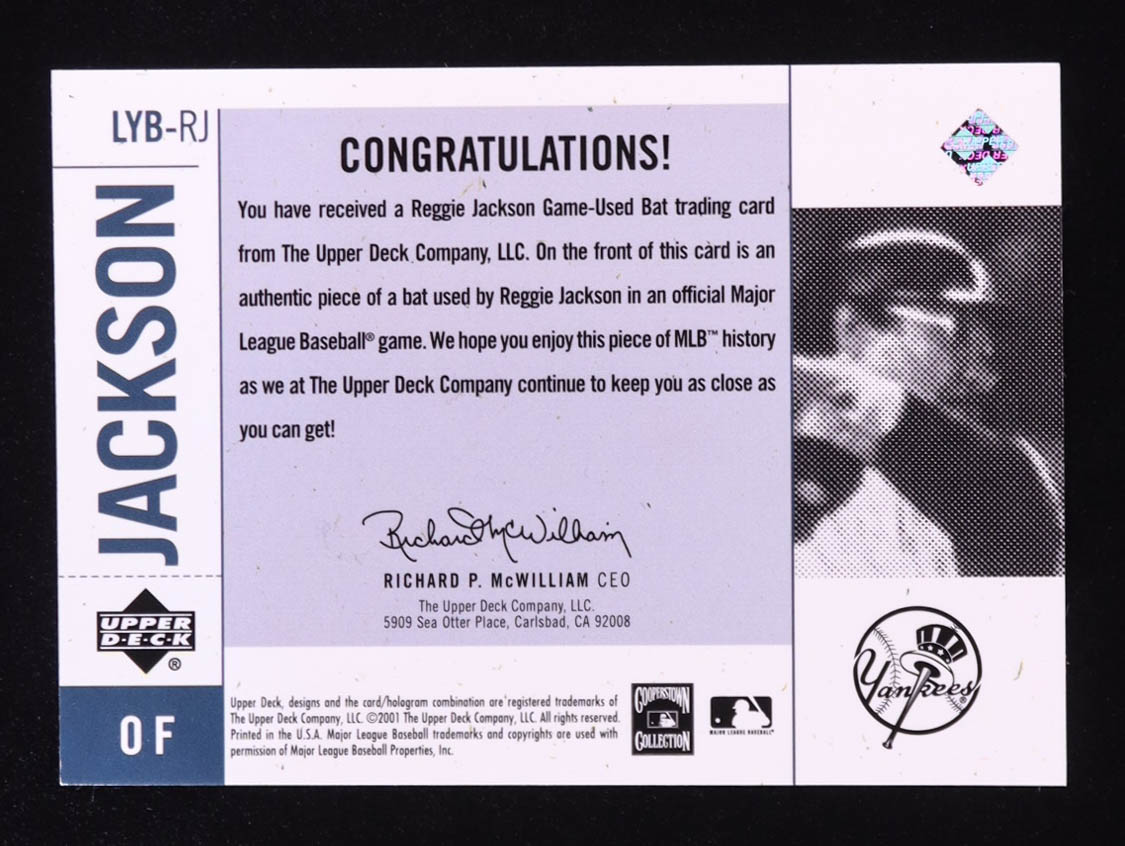 LYB-RJ
JACKSON
UPPER
D·E·C·K
®
OF
CONGRATULATIONS!
You have received a Reggie Jackson Game-Used Bat trading card
from The Upper Deck Company, LLC. On the front of this card is an
authentic piece of a bat used by Reggie Jackson in an official Major
League Baseball® game. We hope you enjoy this piece of MLB™ history
as we at The Upper Deck Company continue to keep you as close as
you can get!
Richard P. McWilliam
RICHARD P. McWILLIAM CEO
The Upper Deck Company, LLC.
5909 Sea Otter Place, Carlsbad, CA 92008
Upper Deck, designs and the card/hologram combination are registered trademarks of
The Upper Deck Company, LLC. ©2001 The Upper Deck Company, LLC. All rights reserved.
Printed in the U.S.A. Major League Baseball trademarks and copyrights are used with
permission of Major League Baseball Properties, Inc.
COOPERSTOWN
COLLECTION
MAJOR LEAGUE BASEBALL
Yankees
®